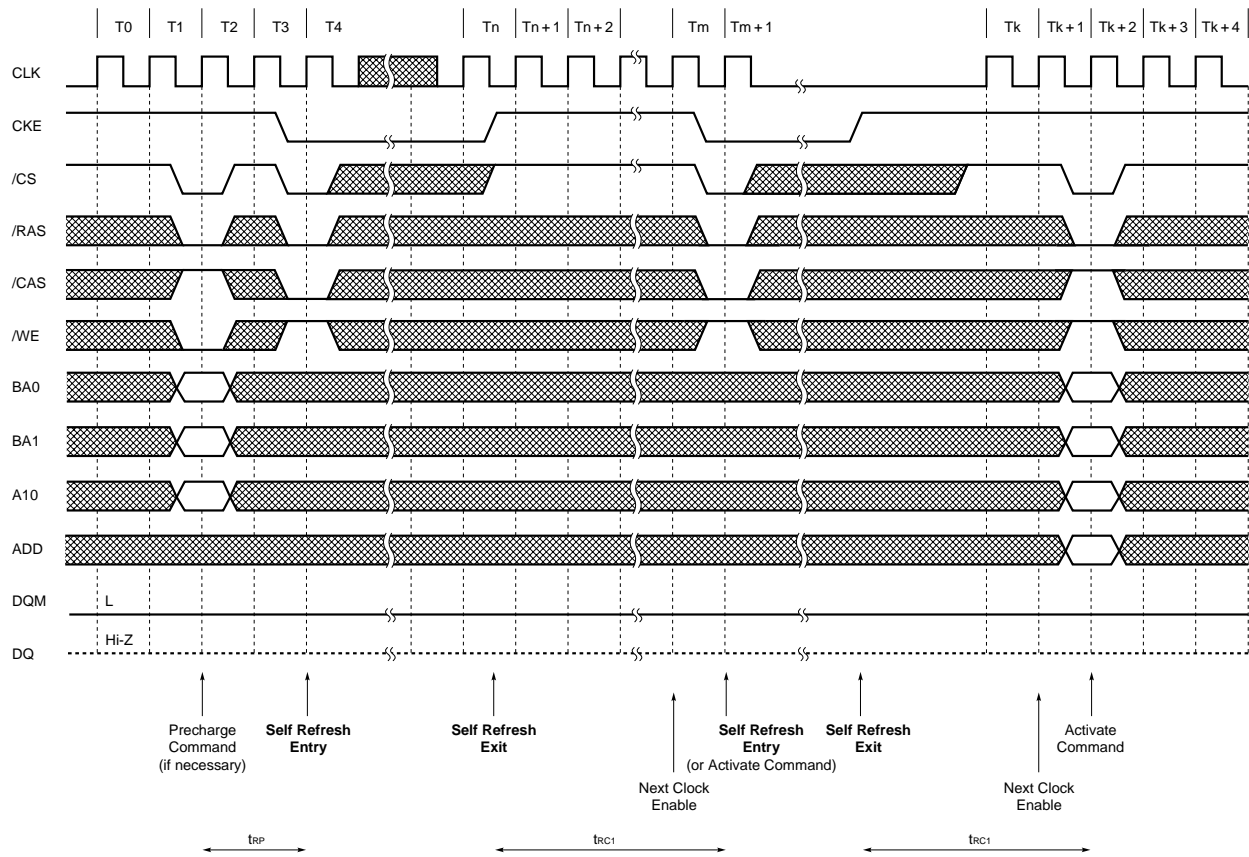 T0 T1 T2 T3 T4 Tn Tn + 1 Tn + 2 Tm Tm + 1 Tk Tk + 1 Tk + 2 Tk + 3 Tk + 4
CLK
CKE
/CS
/RAS
/CAS
/WE
BA0
BA1
A10
ADD
DQM L
Hi-Z
DQ
Precharge
Command
(if necessary)
Self Refresh
Entry
Self Refresh
Exit
Next Clock
Enable
Self Refresh
Entry
(or Activate Command)
Self Refresh
Exit
Next Clock
Enable
Activate
Command
tRP tRC1 tRC1